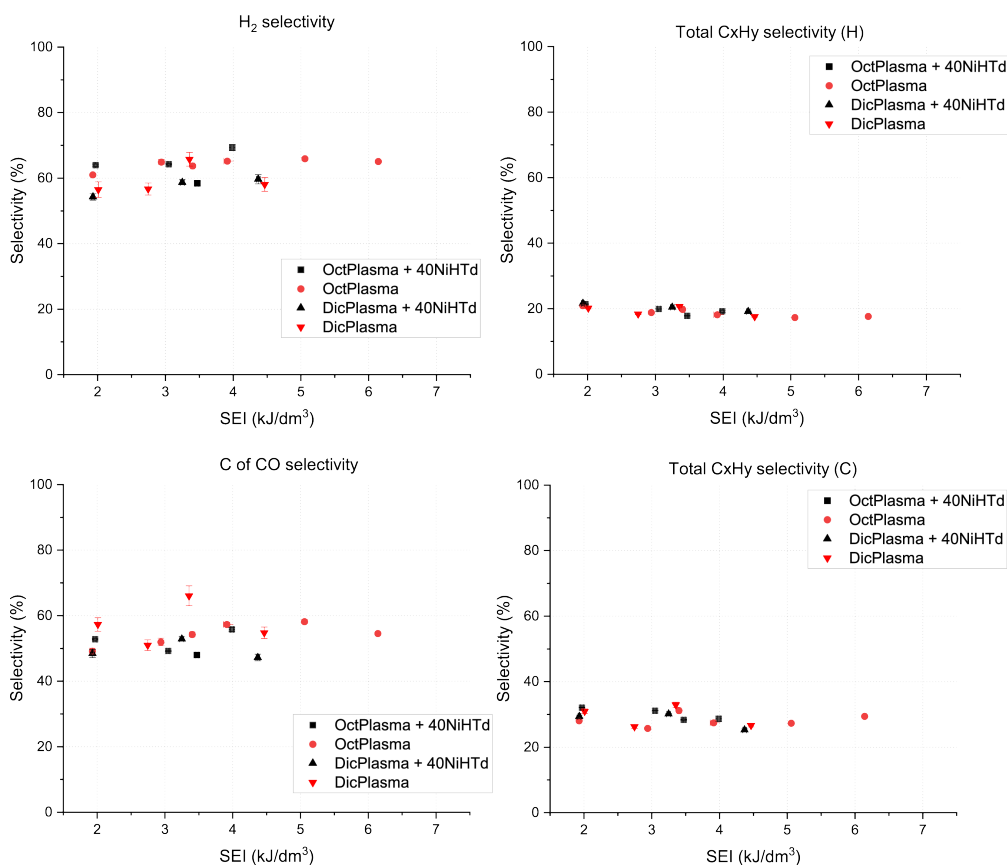 H2 selectivity
100
80
60
40
20
0
Selectivity (%)
OctPlasma + 40NiHTd
OctPlasma
DicPlasma + 40NiHTd
DicPlasma
2 3 4 5 6 7
SEI (kJ/dm3)
Total CxHy selectivity (H)
100
80
60
40
20
0
Selectivity (%)
OctPlasma + 40NiHTd
OctPlasma
DicPlasma + 40NiHTd
DicPlasma
2 3 4 5 6 7
SEI (kJ/dm3)
C of CO selectivity
100
80
60
40
20
0
Selectivity (%)
OctPlasma + 40NiHTd
OctPlasma
DicPlasma + 40NiHTd
DicPlasma
2 3 4 5 6 7
SEI (kJ/dm3)
Total CxHy selectivity (C)
100
80
60
40
20
0
Selectivity (%)
OctPlasma + 40NiHTd
OctPlasma
DicPlasma + 40NiHTd
DicPlasma
2 3 4 5 6 7
SEI (kJ/dm3)